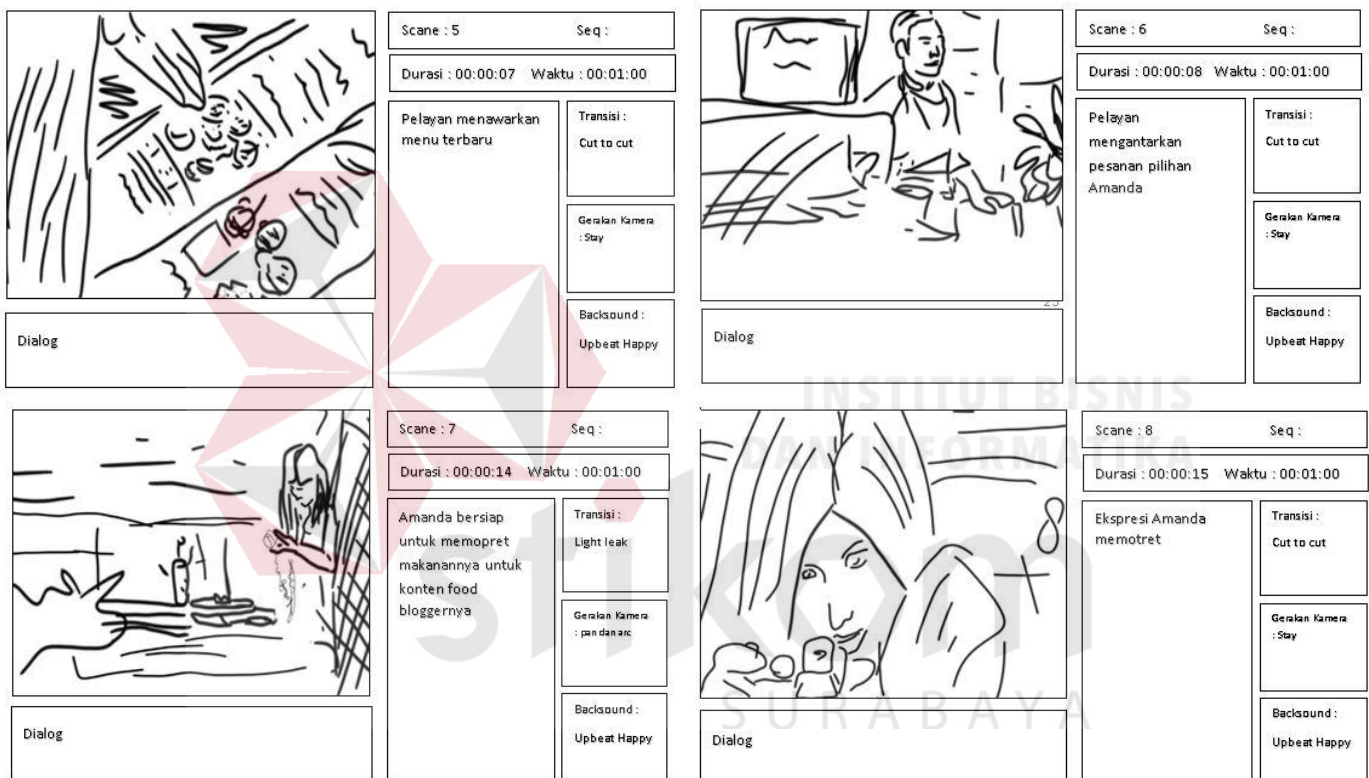 Scane : 5 Seq :
Durasi : 00:00:07 Waktu : 00:01:00
Pelayan menawarkan
menu terbaru
Transisi :
Cut to cut
Gerakan Kamera
: Stay
Backsound :
Upbeat Happy
Dialog
Scane : 6 Seq :
Durasi : 00:00:08 Waktu : 00:01:00
Pelayan
mengantarkan
pesanan pilihan
Amanda
Transisi :
Cut to cut
Gerakan Kamera
: Stay
Backsound :
Upbeat Happy
Dialog
Scane : 7 Seq :
Durasi : 00:00:14 Waktu : 00:01:00
Amanda bersiap
untuk memopret
makanannya untuk
konten food
bloggernya
Transisi :
Light leak
Gerakan Kamera
: pan dan arc
Backsound :
Upbeat Happy
Dialog
Scane : 8 Seq :
Durasi : 00:00:15 Waktu : 00:01:00
Ekspresi Amanda
memotret
Transisi :
Cut to cut
Gerakan Kamera
: Stay
Backsound :
Upbeat Happy
Dialog
INSTITUT BISNIS
DAN INFORMATIKA
stikom
SURABAYA